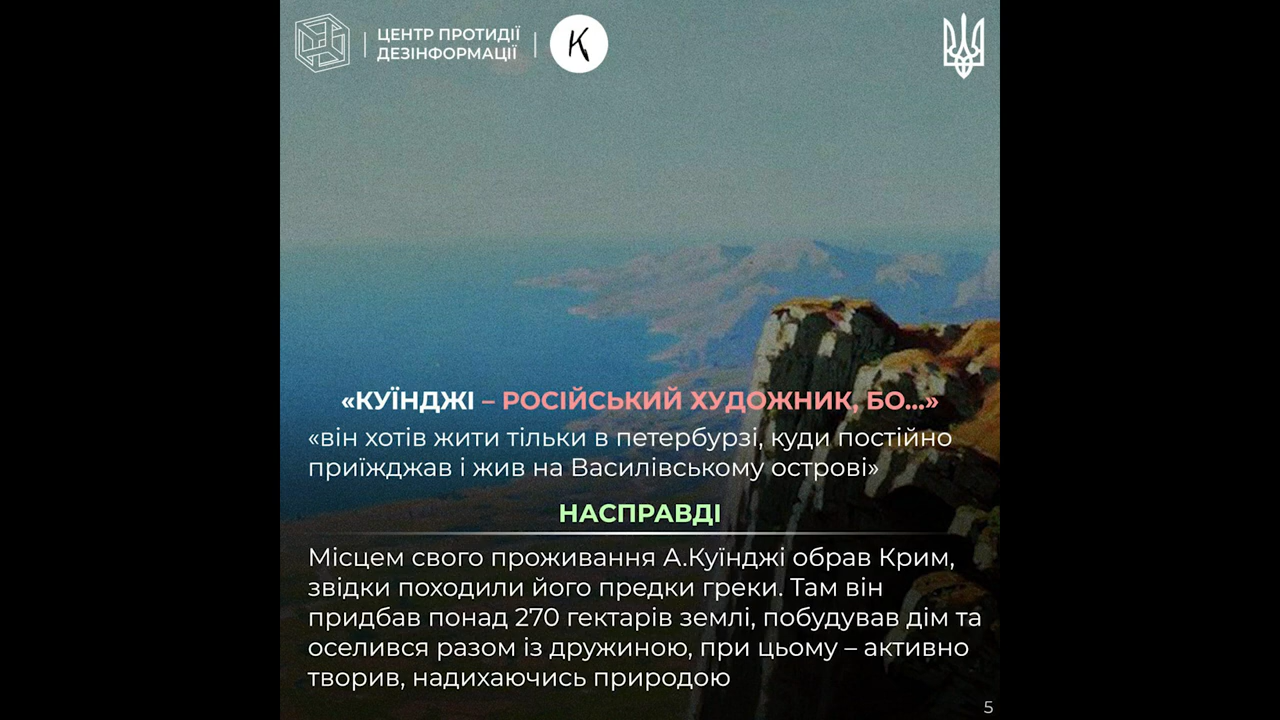 ЦЕНТР ПРОТИДІЇ
ДЕЗІНФОРМАЦІЇ
К
«КУЇНДЖІ – РОСІЙСЬКИЙ ХУДОЖНИК, БО...»
«він хотів жити тільки в петербурзі, куди постійно
приїжджав і жив на Василівському острові»
НАСПРАВДІ
Місцем свого проживання А.Куїнджі обрав Крим,
звідки походили його предки греки. Там він
придбав понад 270 гектарів землі, побудував дім та
оселився разом із дружиною, при цьому – активно
творив, надихаючись природою
5